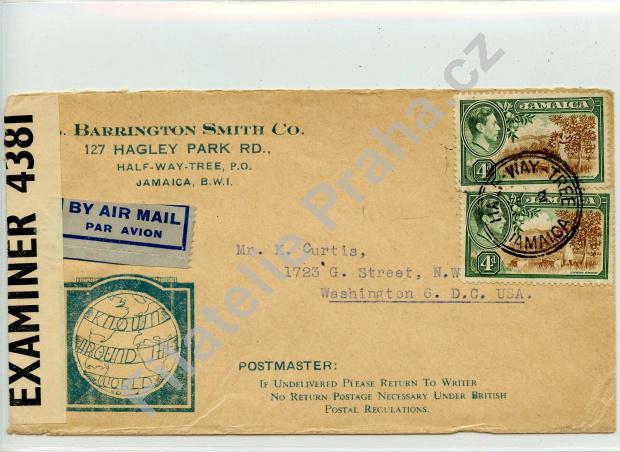 Barrington Smith Co.
127 HAGLEY PARK RD.,
HALF-WAY-TREE, P.O.
JAMAICA, B.W.I.
EXAMINER 4381
BY AIR MAIL
PAR AVION
JAMAICA
4d
HALF-WAY-TREE
2
JAMAICA
JAMAICA
4d
Mr. K. Curtis,
1723 G. Street, N.W
Washington 6. D.C. USA.
KNOWN
AROUND THE
WORLD
POSTMASTER:
If Undelivered Please Return To Writer
No Return Postage Necessary Under British
Postal Regulations.
Filatelie Praha.cz